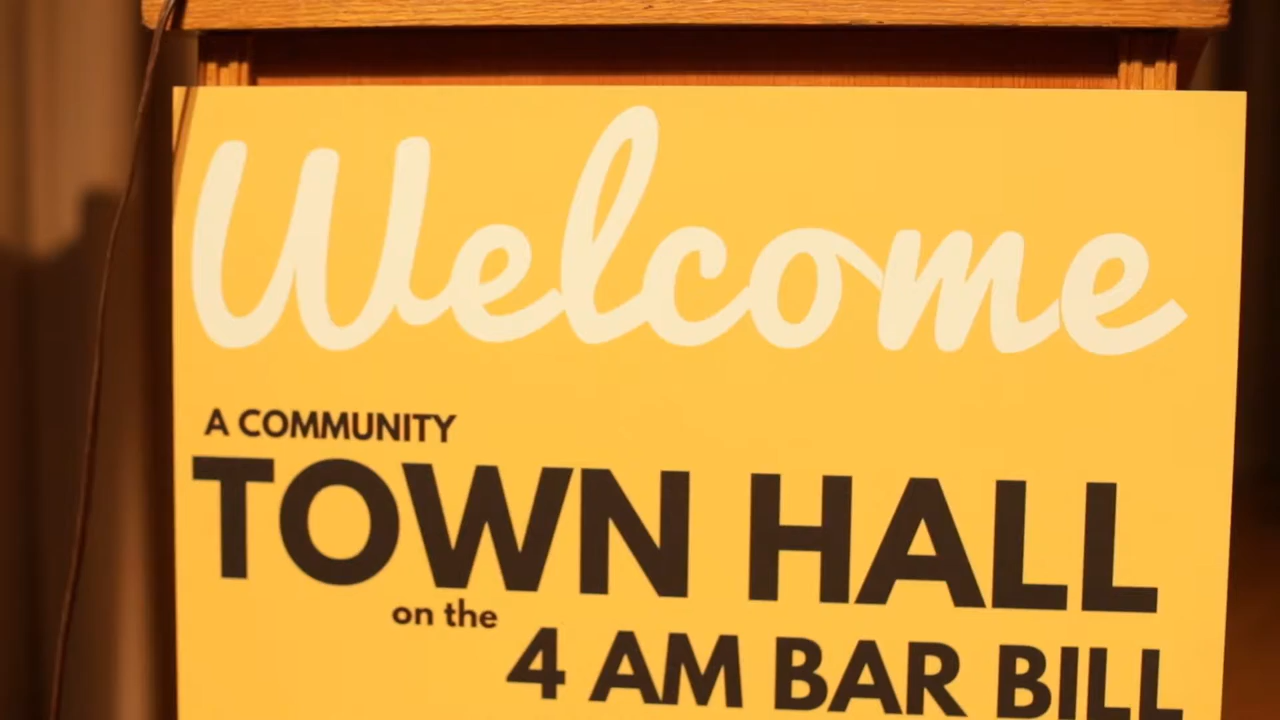 Welcome
A COMMUNITY
TOWN HALL
on the
4 AM BAR BILL